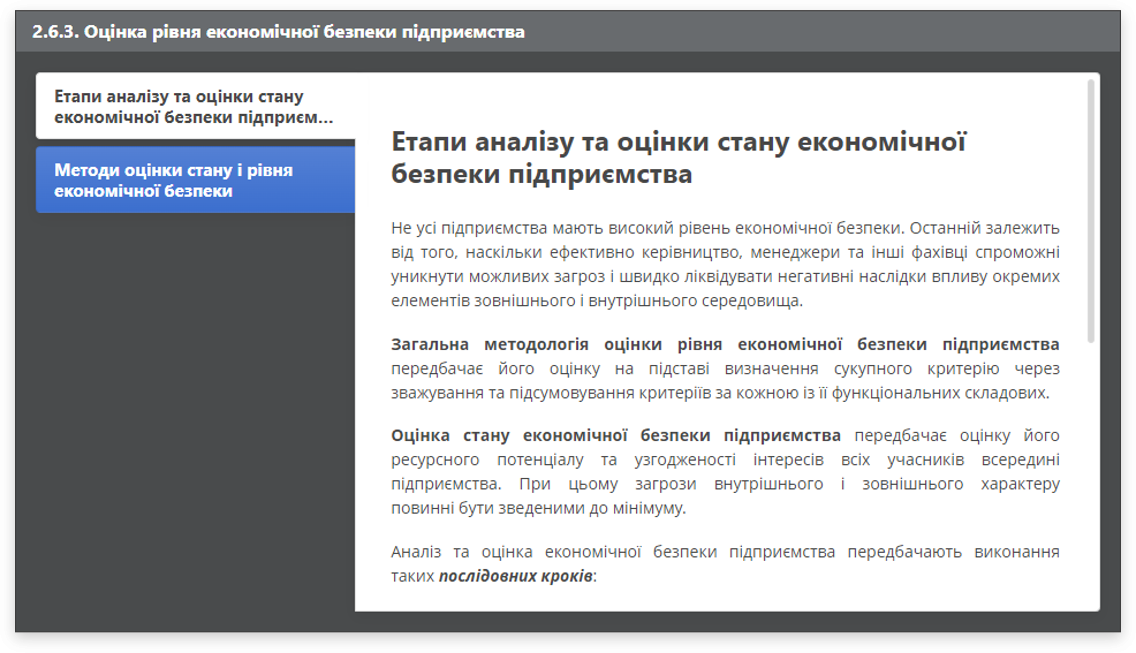 2.6.3. Оцінка рівня економічної безпеки підприємства
Етапи аналізу та оцінки стану
економічної безпеки підприєм...
Методи оцінки стану і рівня
економічної безпеки
Етапи аналізу та оцінки стану економічної
безпеки підприємства
Не усі підприємства мають високий рівень економічної безпеки. Останній залежить
від того, наскільки ефективно керівництво, менеджери та інші фахівці спроможні
уникнути можливих загроз і швидко ліквідувати негативні наслідки впливу окремих
елементів зовнішнього і внутрішнього середовища.
Загальна методологія оцінки рівня економічної безпеки підприємства
передбачає його оцінку на підставі визначення сукупного критерію через
зважування та підсумовування критеріїв за кожною із її функціональних складових.
Оцінка стану економічної безпеки підприємства передбачає оцінку його
ресурсного потенціалу та узгодженості інтересів всіх учасників всередині
підприємства. При цьому загрози внутрішнього і зовнішнього характеру
повинні бути зведеними до мінімуму.
Аналіз та оцінка економічної безпеки підприємства передбачають виконання
таких послідовних кроків: